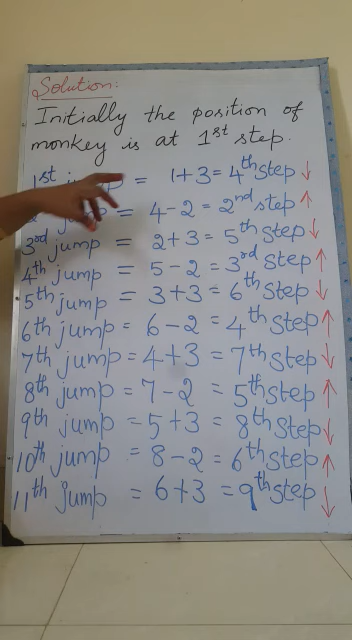 Solution:
Initially the position of
monkey is at 1st step.
1st jump = 1+3 = 4th step ↓
jump = 4-2 = 2nd step ↑
3rd jump = 2+3 = 5th step ↓
4th jump = 5-2 = 3rd step ↑
5th jump = 3+3 = 6th step ↓
6th jump = 6-2 = 4th step ↑
7th jump = 4+3 = 7th step ↓
8th jump = 7-2 = 5th step ↑
9th jump = 5+3 = 8th step ↓
10th jump = 8-2 = 6th step ↑
11th jump = 6+3 = 9th step ↓